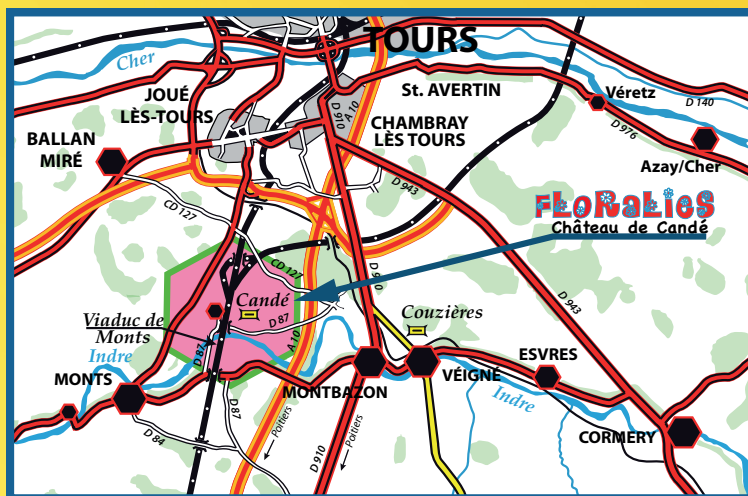 TOURS
Cher
JOUÉ
LÈS-TOURS
D 910
A 10
St. AVERTIN
Véretz
D 140
D 976
BALLAN
MIRÉ
CHAMBRAY
LÈS TOURS
Azay/Cher
D 943
CD 127
FLORALIES
Château de Candé
CD 127
D 910
D 943
Candé
Couzières
Viaduc de
Monts
D 87
D 87
A 10
Indre
ESVRES
MONTS
MONTBAZON
VÉIGNÉ
Indre
D 87
D 84
Poitiers
D 910
Poitiers
CORMERY